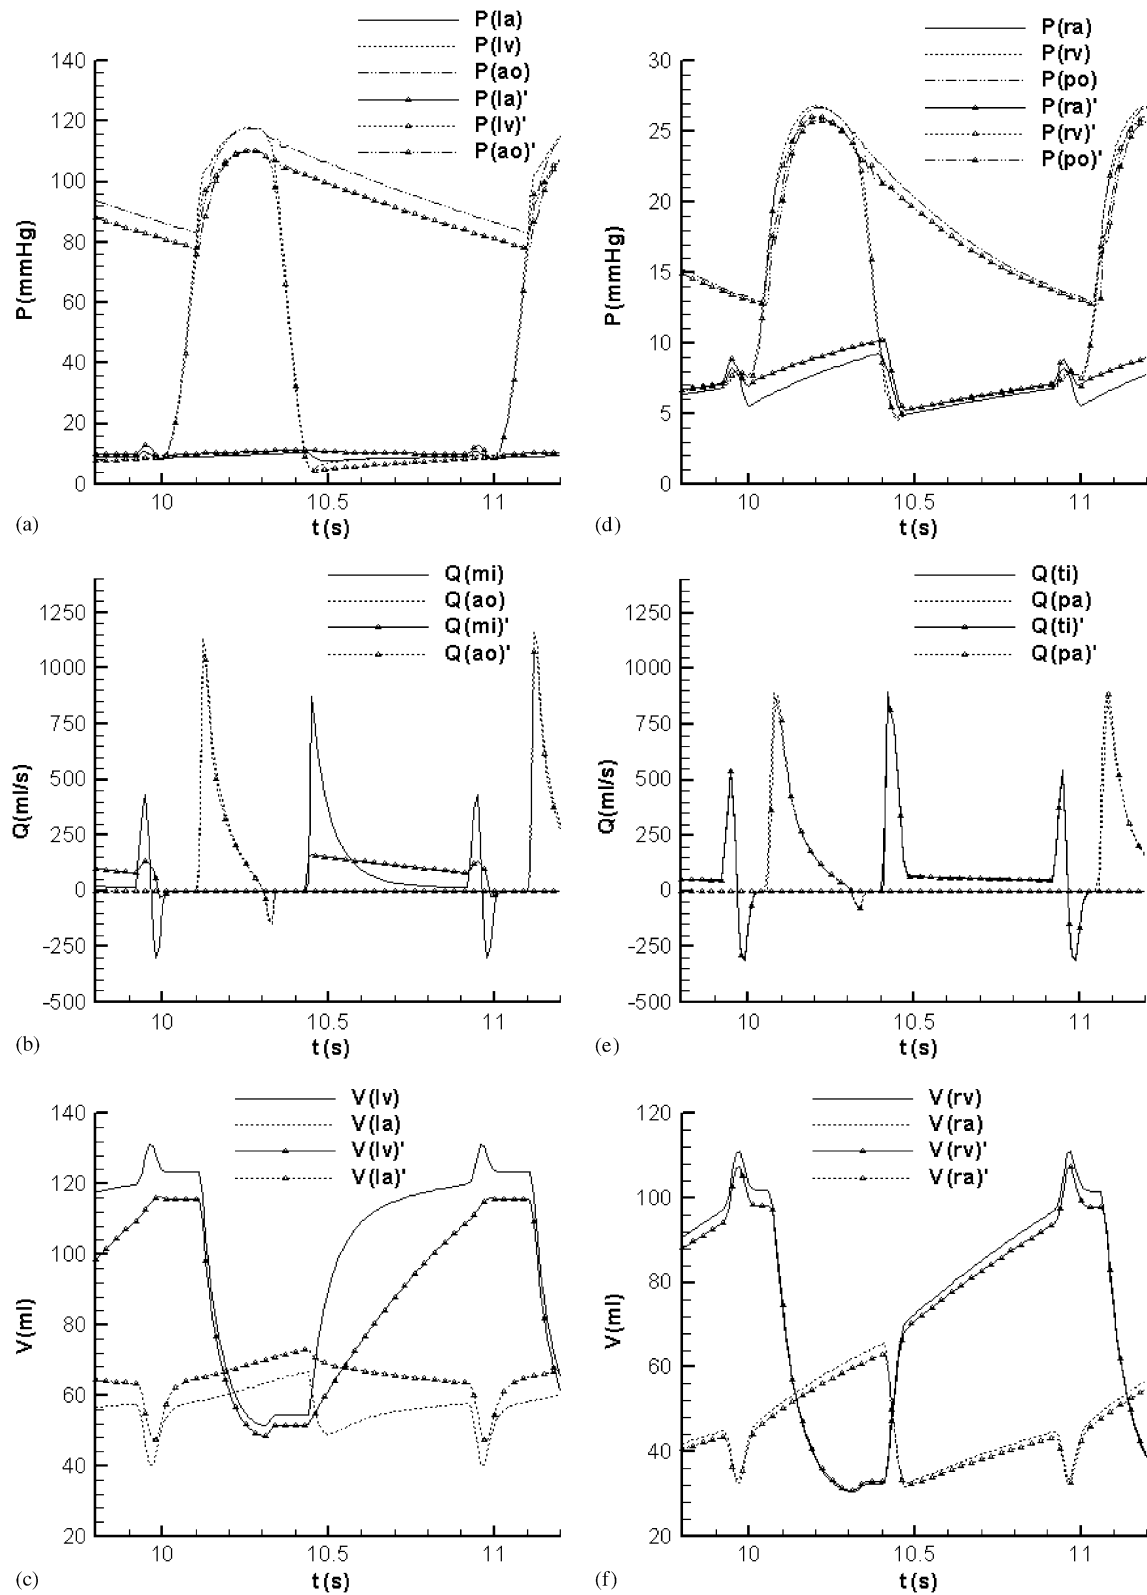 P(la)
P(lv)
P(ao)
P(la)'
P(lv)'
P(ao)'
140
120
100
80
60
40
20
0
P(mmHg)
10
10.5
11
t(s)
(a)
P(ra)
P(rv)
P(po)
P(ra)'
P(rv)'
P(po)'
30
25
20
15
10
5
0
P(mmHg)
10
10.5
11
t(s)
(d)
Q(mi)
Q(ao)
Q(mi)'
Q(ao)'
1250
1000
750
500
250
0
-250
-500
Q(ml/s)
10
10.5
11
t(s)
(b)
Q(ti)
Q(pa)
Q(ti)'
Q(pa)'
1250
1000
750
500
250
0
-250
-500
Q(ml/s)
10
10.5
11
t(s)
(e)
V(lv)
V(la)
V(lv)'
V(la)'
140
120
100
80
60
40
20
V(ml)
10
10.5
11
t(s)
(c)
V(rv)
V(ra)
V(rv)'
V(ra)'
120
100
80
60
40
20
V(ml)
10
10.5
11
t(s)
(f)